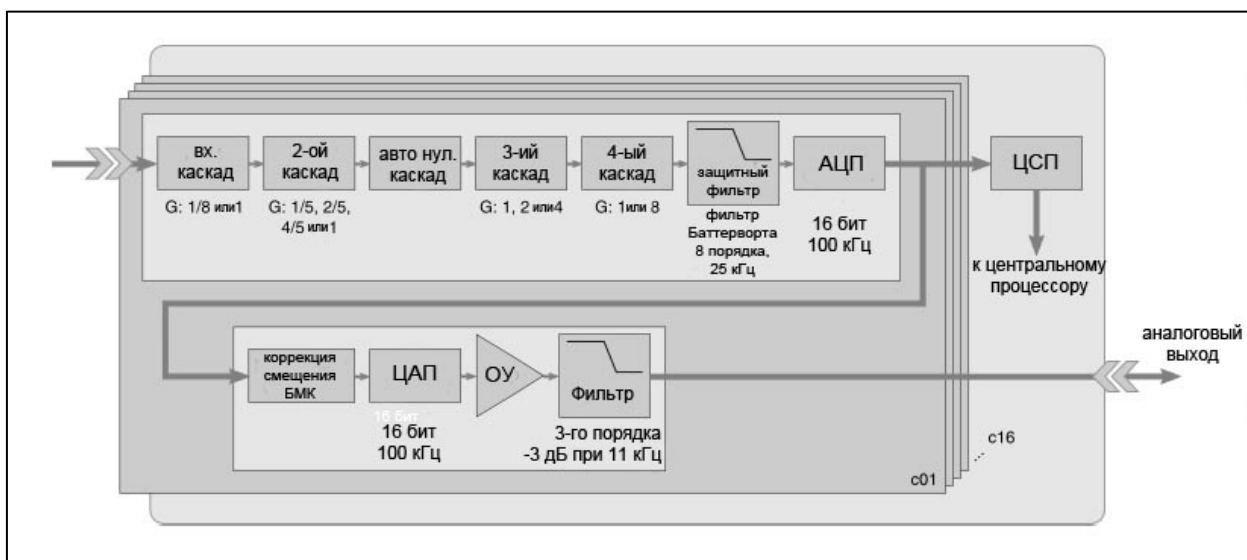 вх.
каскад
G: 1/8 или1
2-ой
каскад
G: 1/5, 2/5,
4/5 или1
авто нул.
каскад
3-ий
каскад
G: 1, 2 или4
4-ый
каскад
G: 1или 8
защитный
фильтр
фильтр
Баттерворта
8 порядка,
25 кГц
АЦП
16 бит
100 кГц
ЦСП
к центральному
процессору
коррекция
смещения
БМК
ЦАП
16 бит
16 бит
100 кГц
ОУ
Фильтр
3-го порядка
-3 дБ при 11 кГц
аналоговый
выход
c16
...
c01